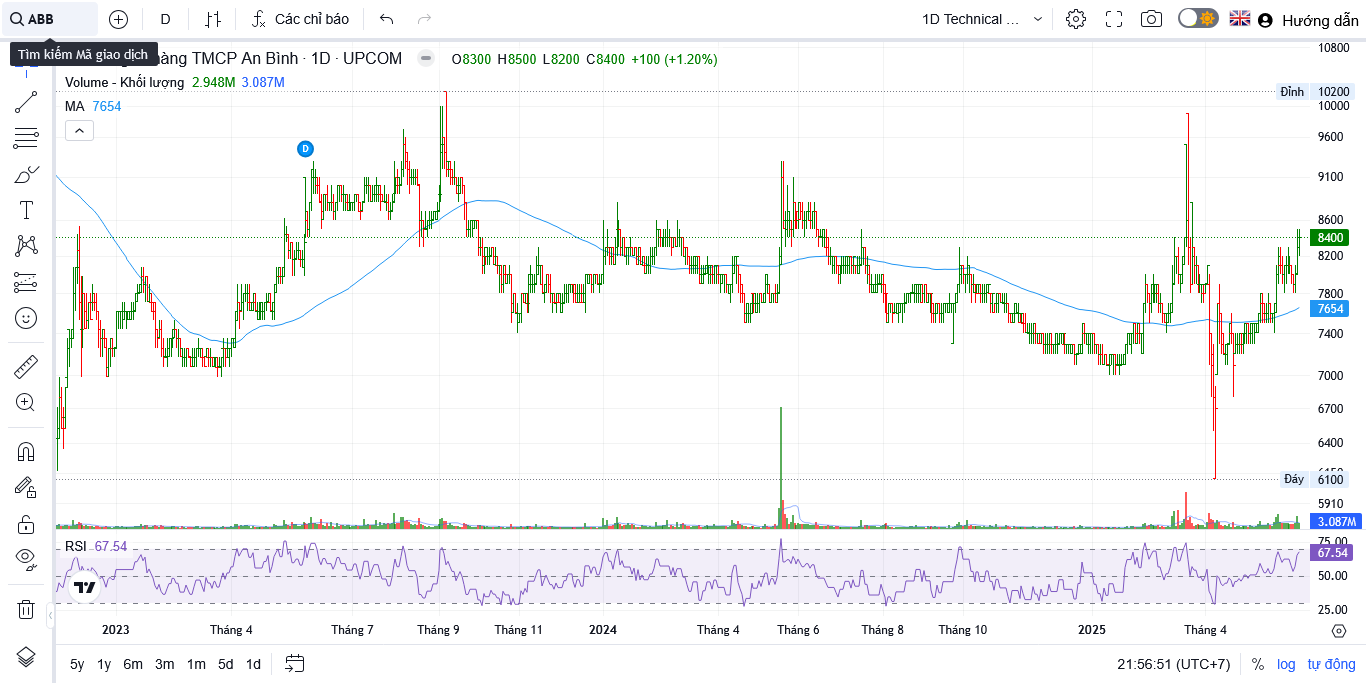 ABB D Các chỉ báo 1D Technical ... Hướng dẫn
Tìm kiếm Mã giao dịch
hàng TMCP An Bình · 1D · UPCOM O8300 H8500 L8200 C8400 +100 (+1.20%)
Volume - Khối lượng 2.948M 3.087M
MA 7654
D
10800
Đỉnh 10200
10000
9600
9100
8600
8400
8200
7800
7654
7400
7000
6700
6400
Đáy 6100
5910
3.087M
RSI 67.54
75.00
67.54
50.00
25.00
2023 Tháng 4 Tháng 7 Tháng 9 Tháng 11 2024 Tháng 4 Tháng 6 Tháng 8 Tháng 10 2025 Tháng 4
5y 1y 6m 3m 1m 5d 1d 21:56:51 (UTC+7) % log tự động